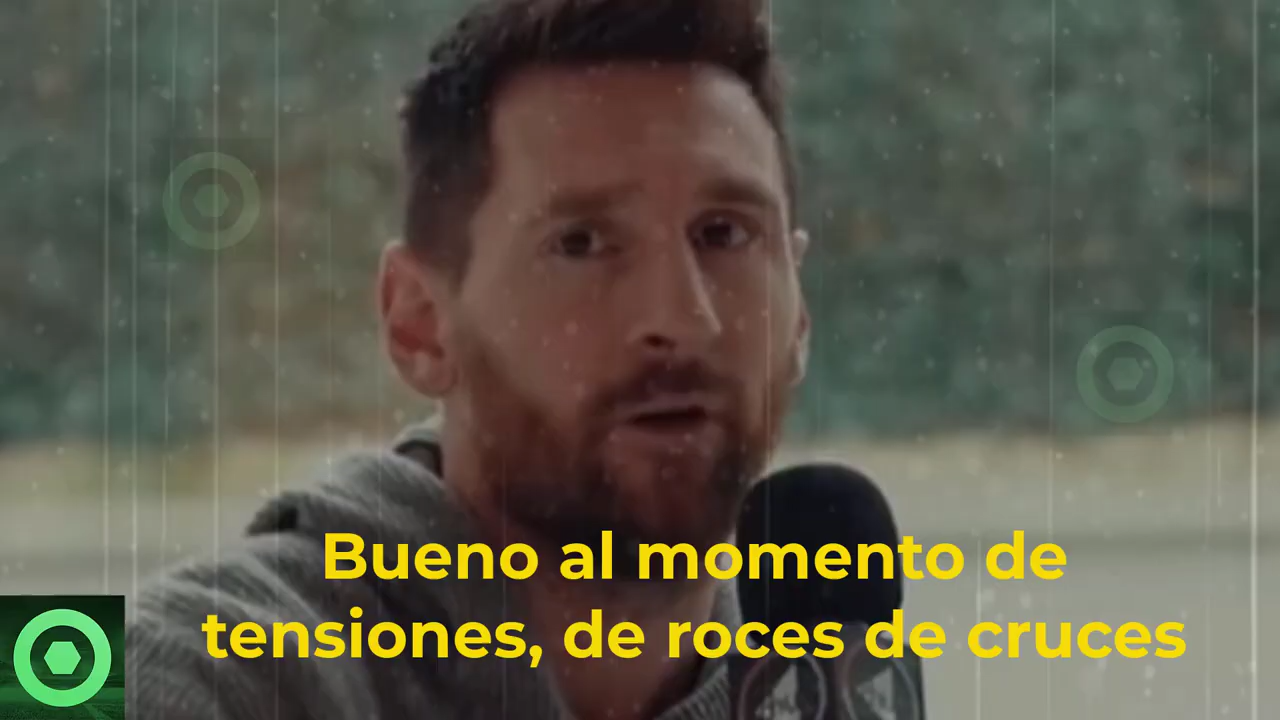 Bueno al momento de
tensiones, de roces de cruces